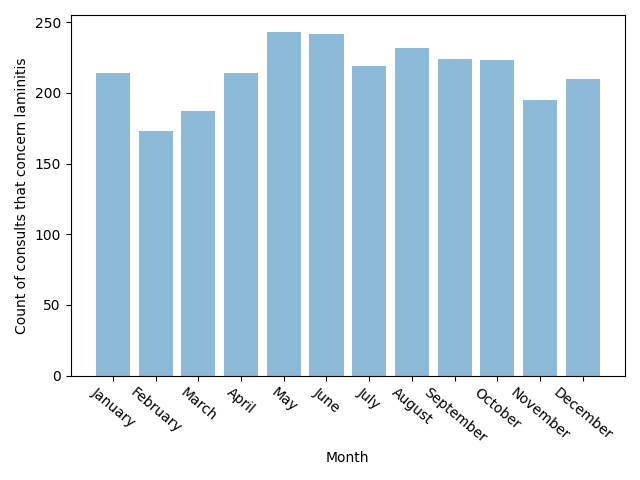 250
200
150
100
50
0
Count of consults that concern laminitis
January
February
March
April
May
June
July
August
September
October
November
December
Month